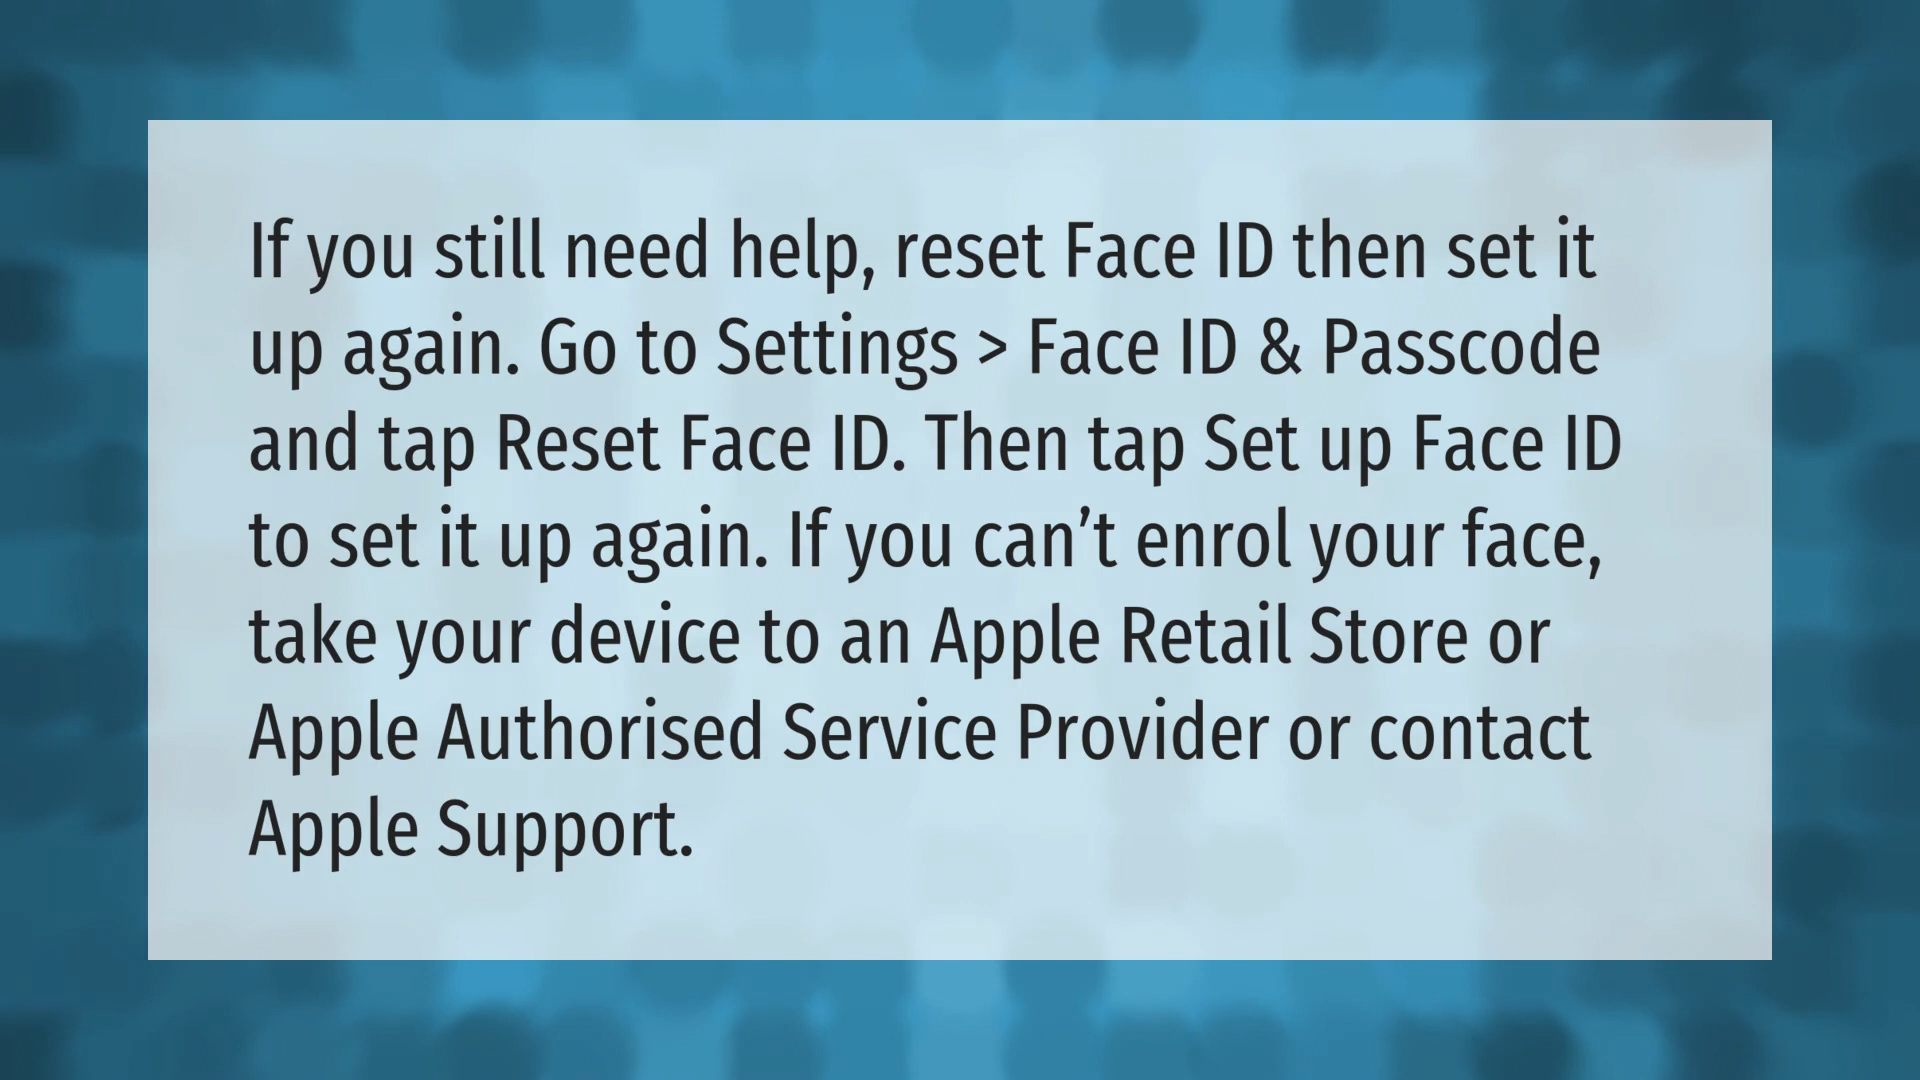 If you still need help, reset Face ID then set it
up again. Go to Settings > Face ID & Passcode
and tap Reset Face ID. Then tap Set up Face ID
to set it up again. If you can’t enrol your face,
take your device to an Apple Retail Store or
Apple Authorised Service Provider or contact
Apple Support.